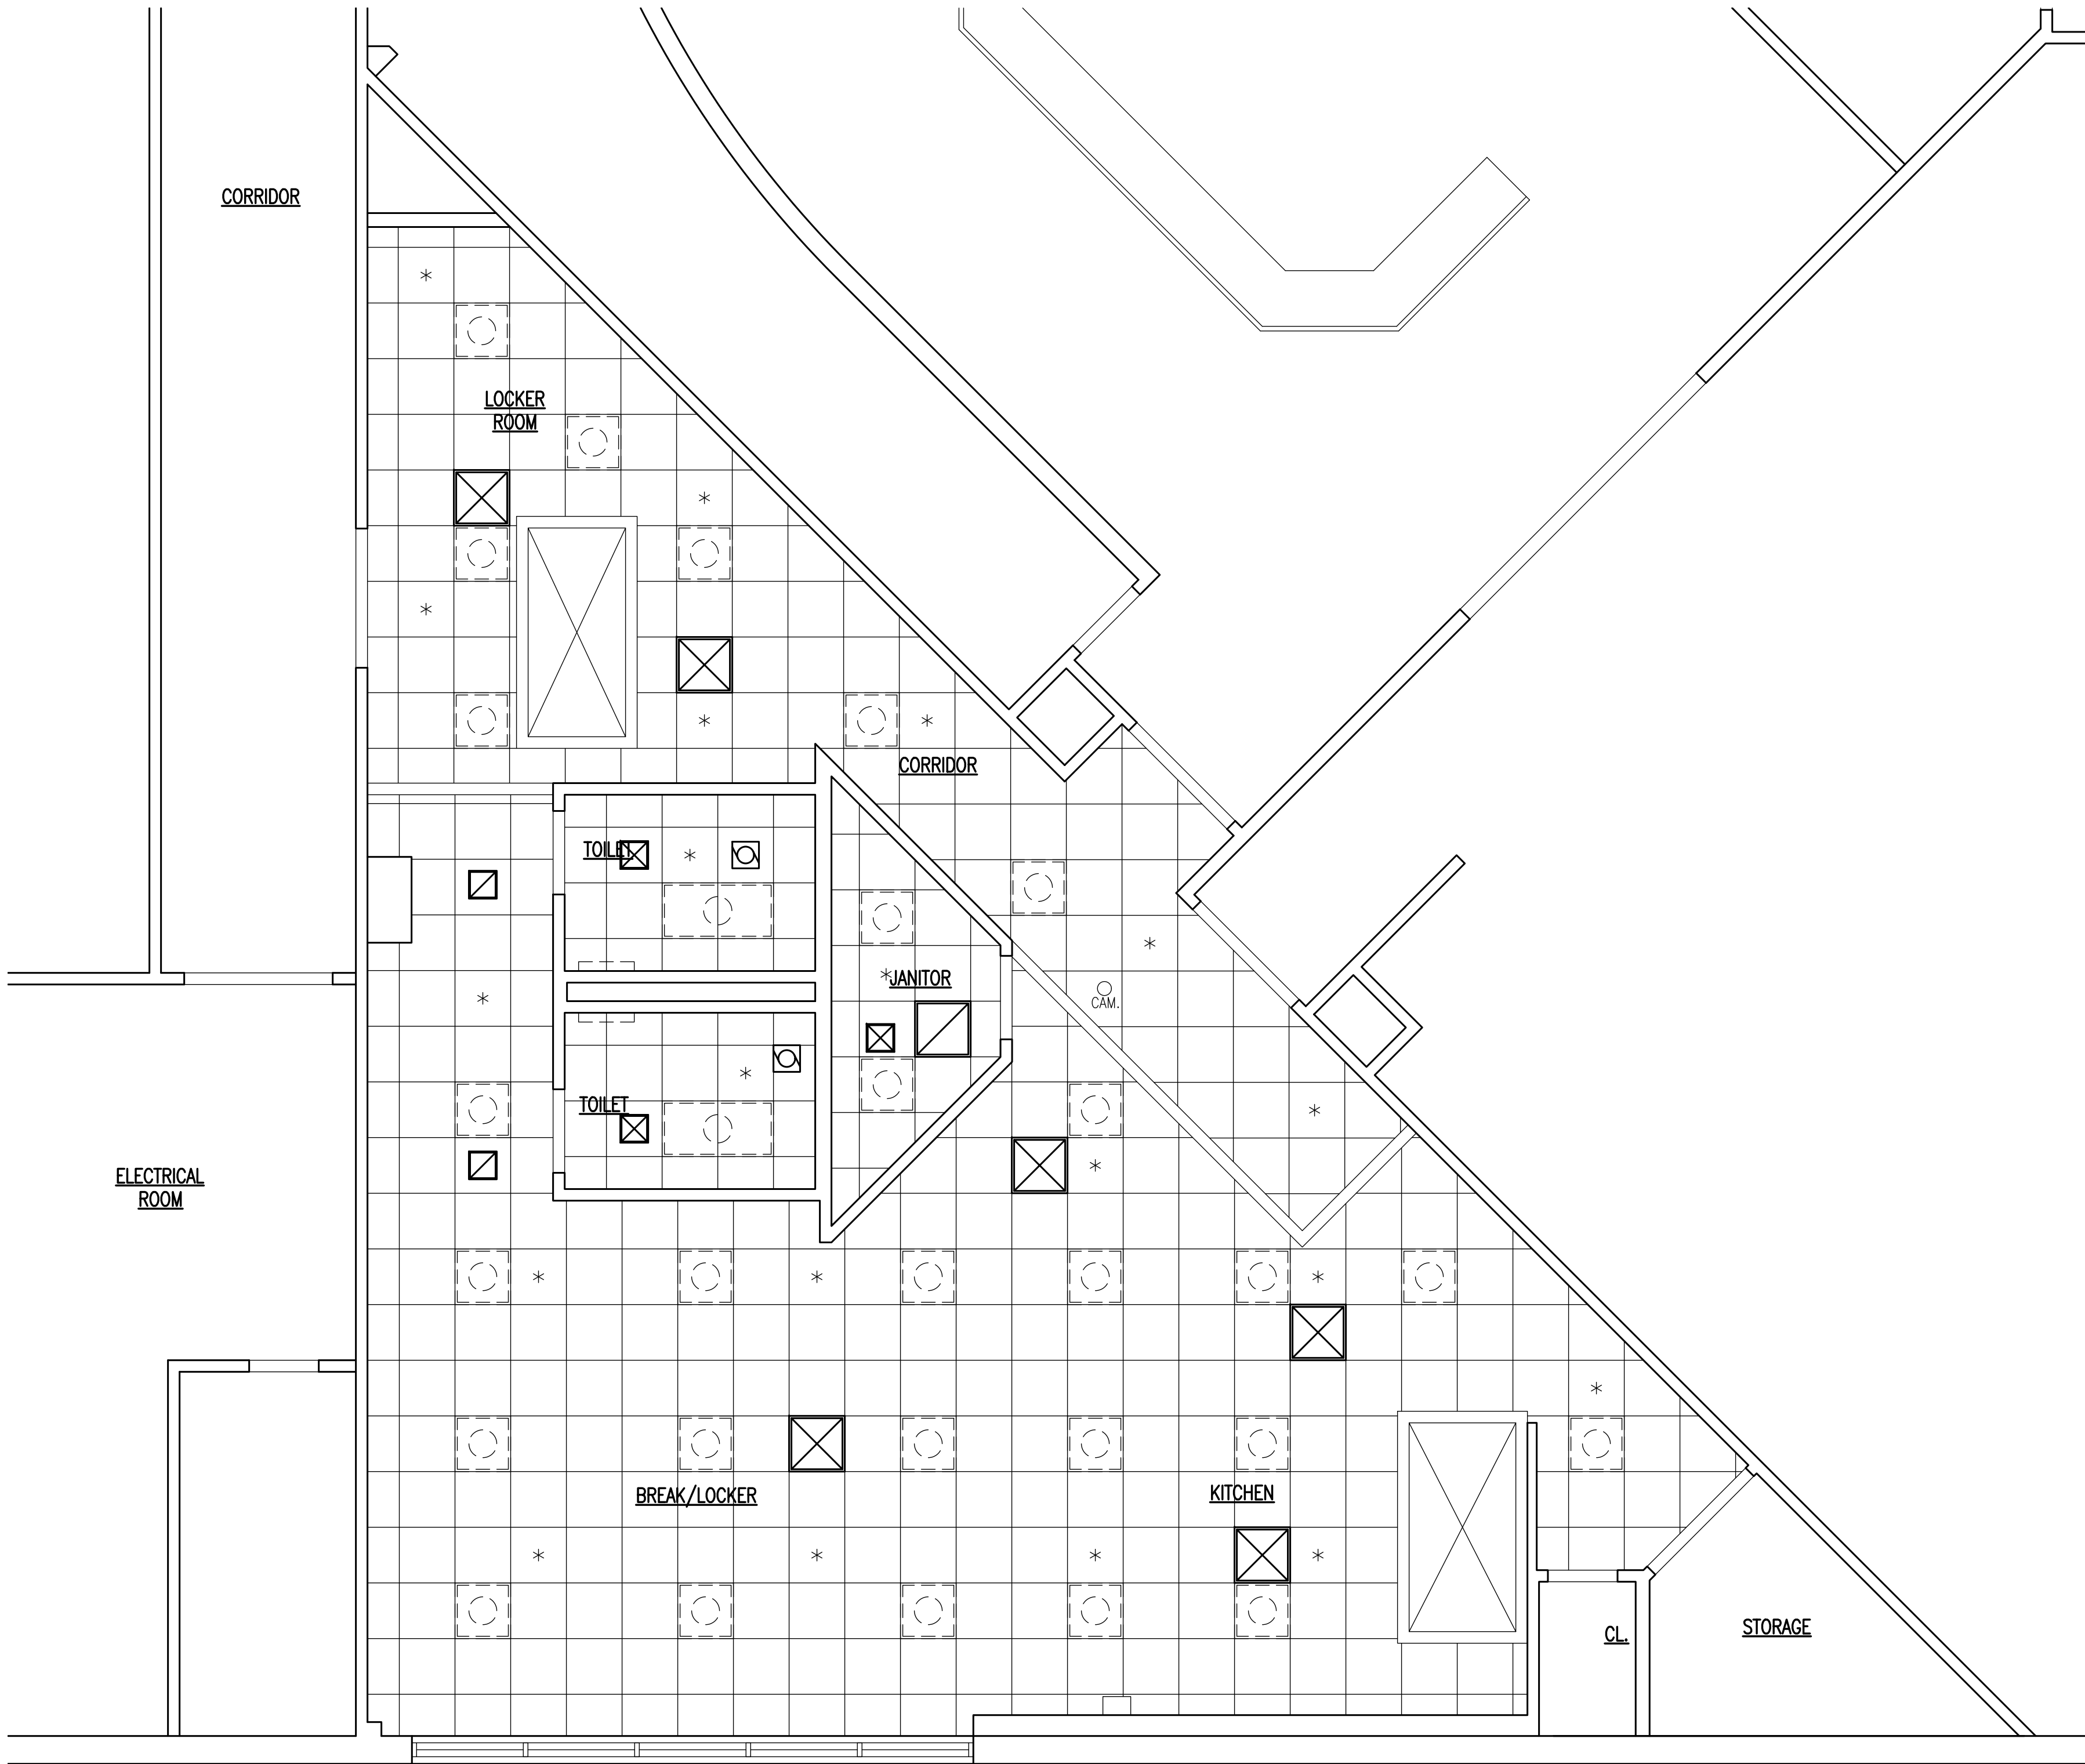 CORRIDOR
LOCKER
ROOM
CORRIDOR
TOILET
JANITOR
CAM.
TOILET
ELECTRICAL
ROOM
BREAK/LOCKER
KITCHEN
CL.
STORAGE